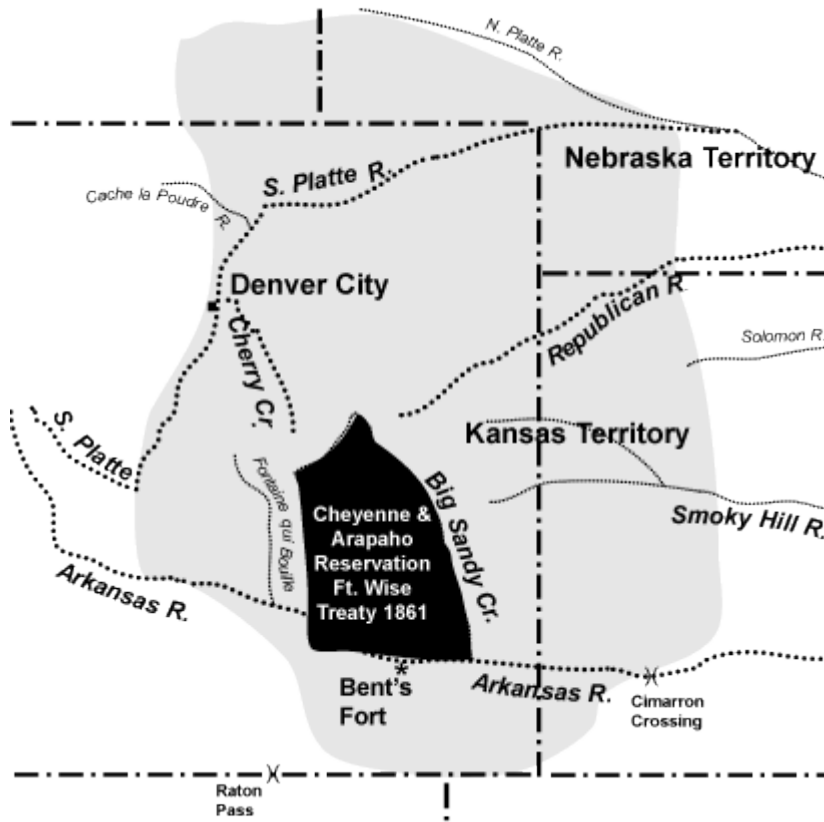 N. Platte R.
Nebraska Territory
S. Platte R.
Cache la Poudre R.
Denver City
Cherry Cr.
Republican R.
Solomon R.
S. Platte
Kansas Territory
Fontaine qui Bouille
Big Sandy Cr.
Cheyenne &
Arapaho
Reservation
Ft. Wise
Treaty 1861
Smoky Hill R.
Arkansas R.
*
Bent's
Fort
Arkansas R.
Cimarron
Crossing
Raton
Pass